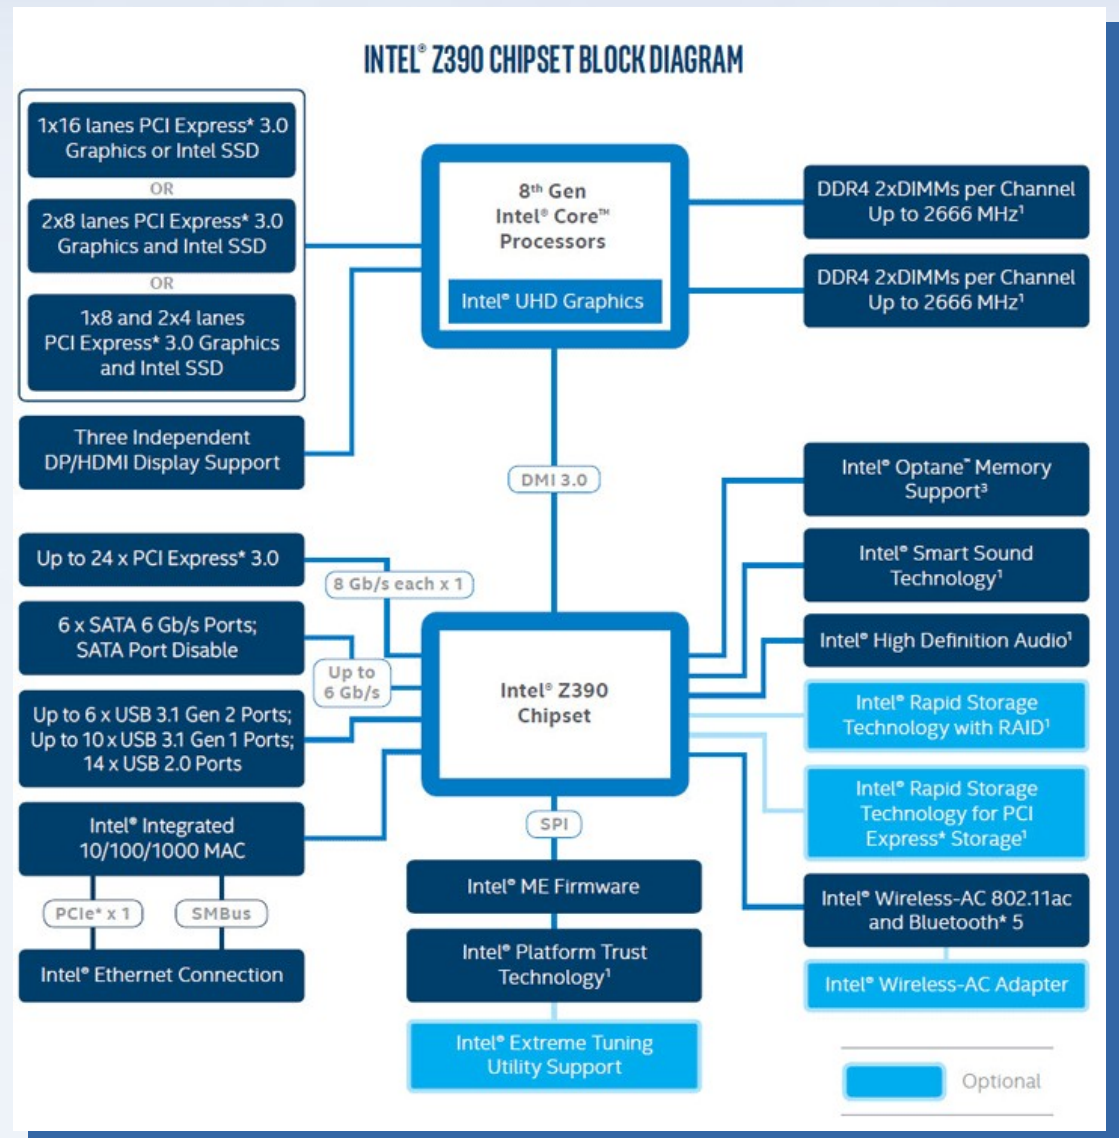 INTEL® Z390 CHIPSET BLOCK DIAGRAM
1x16 lanes PCI Express* 3.0
Graphics or Intel SSD
OR
2x8 lanes PCI Express* 3.0
Graphics and Intel SSD
OR
1x8 and 2x4 lanes
PCI Express* 3.0 Graphics
and Intel SSD
Three Independent
DP/HDMI Display Support
8th Gen
Intel® Core™
Processors
Intel® UHD Graphics
DDR4 2xDIMMs per Channel
Up to 2666 MHz¹
DDR4 2xDIMMs per Channel
Up to 2666 MHz¹
DMI 3.0
Up to 24 x PCI Express* 3.0
8 Gb/s each x 1
6 x SATA 6 Gb/s Ports;
SATA Port Disable
Up to
6 Gb/s
Up to 6 x USB 3.1 Gen 2 Ports;
Up to 10 x USB 3.1 Gen 1 Ports;
14 x USB 2.0 Ports
Intel® Integrated
10/100/1000 MAC
PCIe* x 1
SMBus
Intel® Ethernet Connection
Intel® Z390
Chipset
SPI
Intel® ME Firmware
Intel® Platform Trust
Technology¹
Intel® Extreme Tuning
Utility Support
Intel® Optane™ Memory
Support³
Intel® Smart Sound
Technology¹
Intel® High Definition Audio¹
Intel® Rapid Storage
Technology with RAID¹
Intel® Rapid Storage
Technology for PCI
Express* Storage¹
Intel® Wireless-AC 802.11ac
and Bluetooth* 5
Intel® Wireless-AC Adapter
Optional